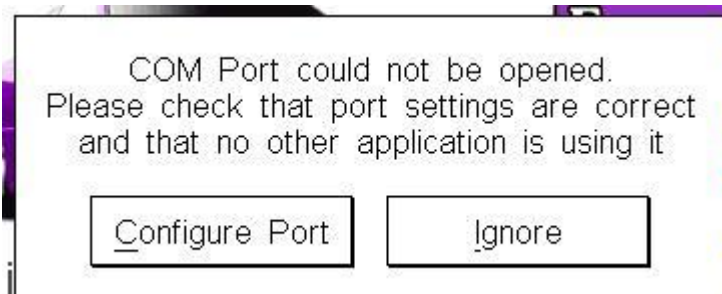 COM Port could not be opened.
Please check that port settings are correct
and that no other application is using it
Configure Port
Ignore